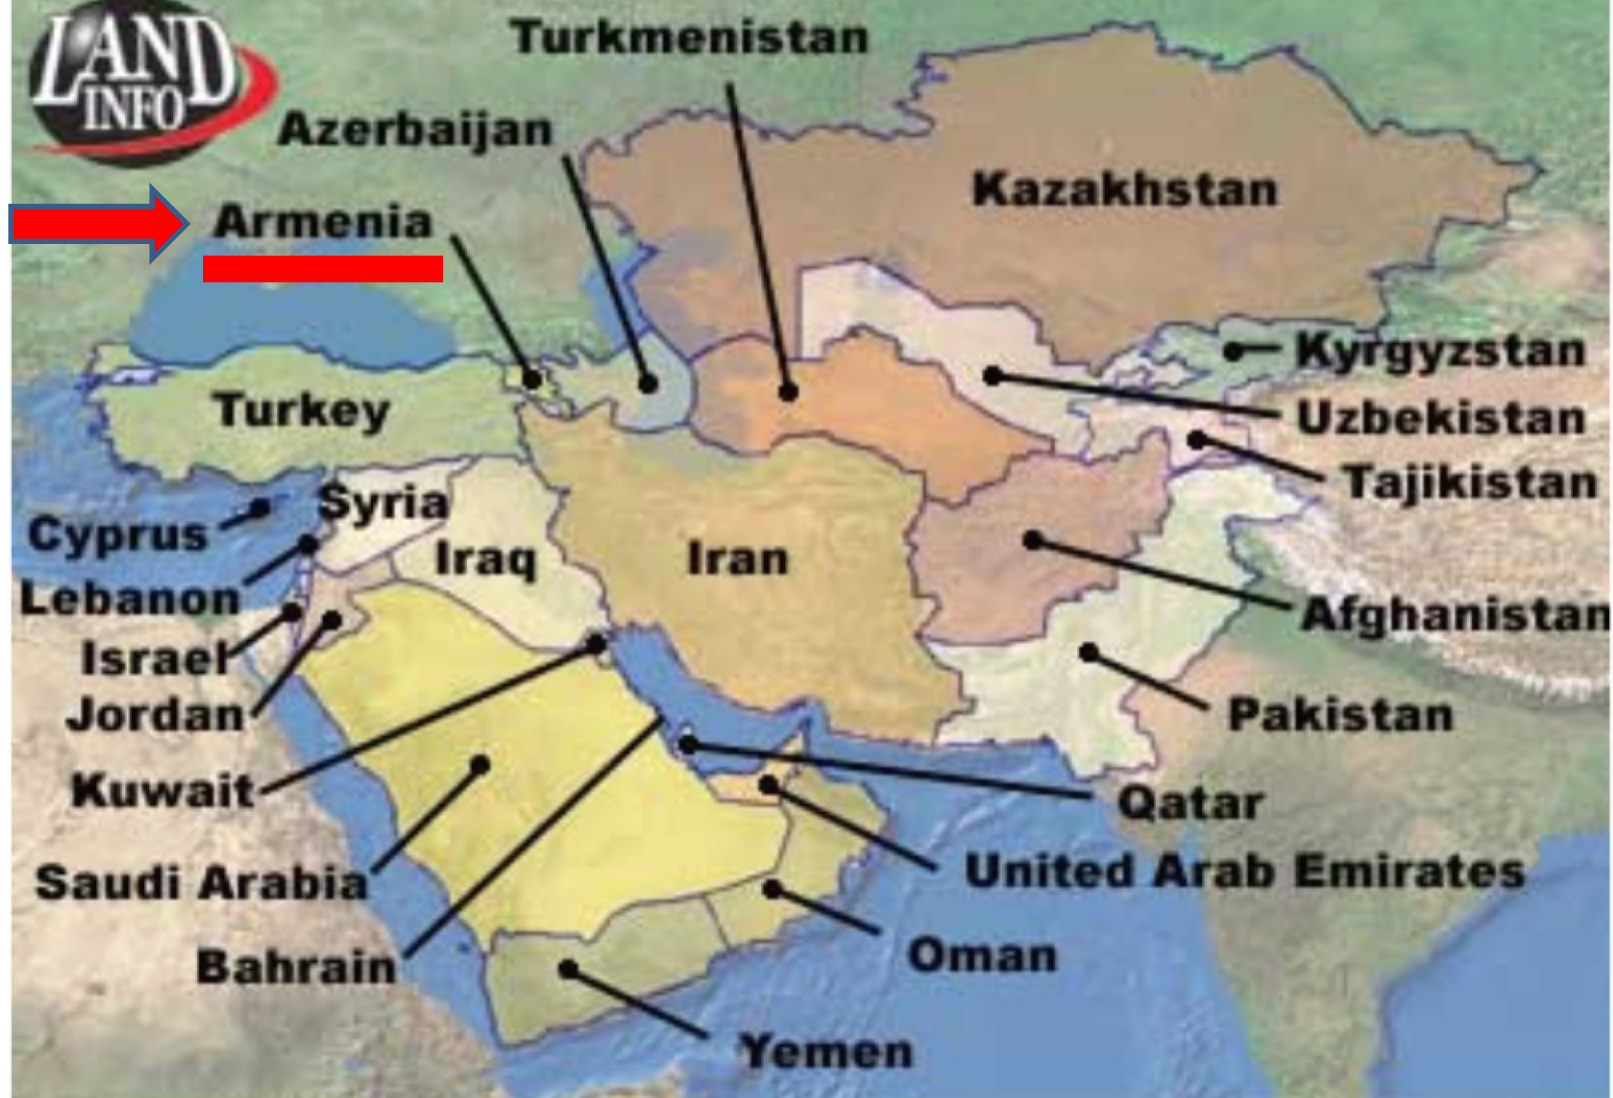 LAND
INFO
Turkmenistan
Azerbaijan
Kazakhstan
Armenia
Kyrgyzstan
Turkey
Uzbekistan
Tajikistan
Syria
Cyprus
Iraq
Iran
Lebanon
Afghanistan
Israel
Jordan
Pakistan
Kuwait
Qatar
Saudi Arabia
United Arab Emirates
Bahrain
Oman
Yemen